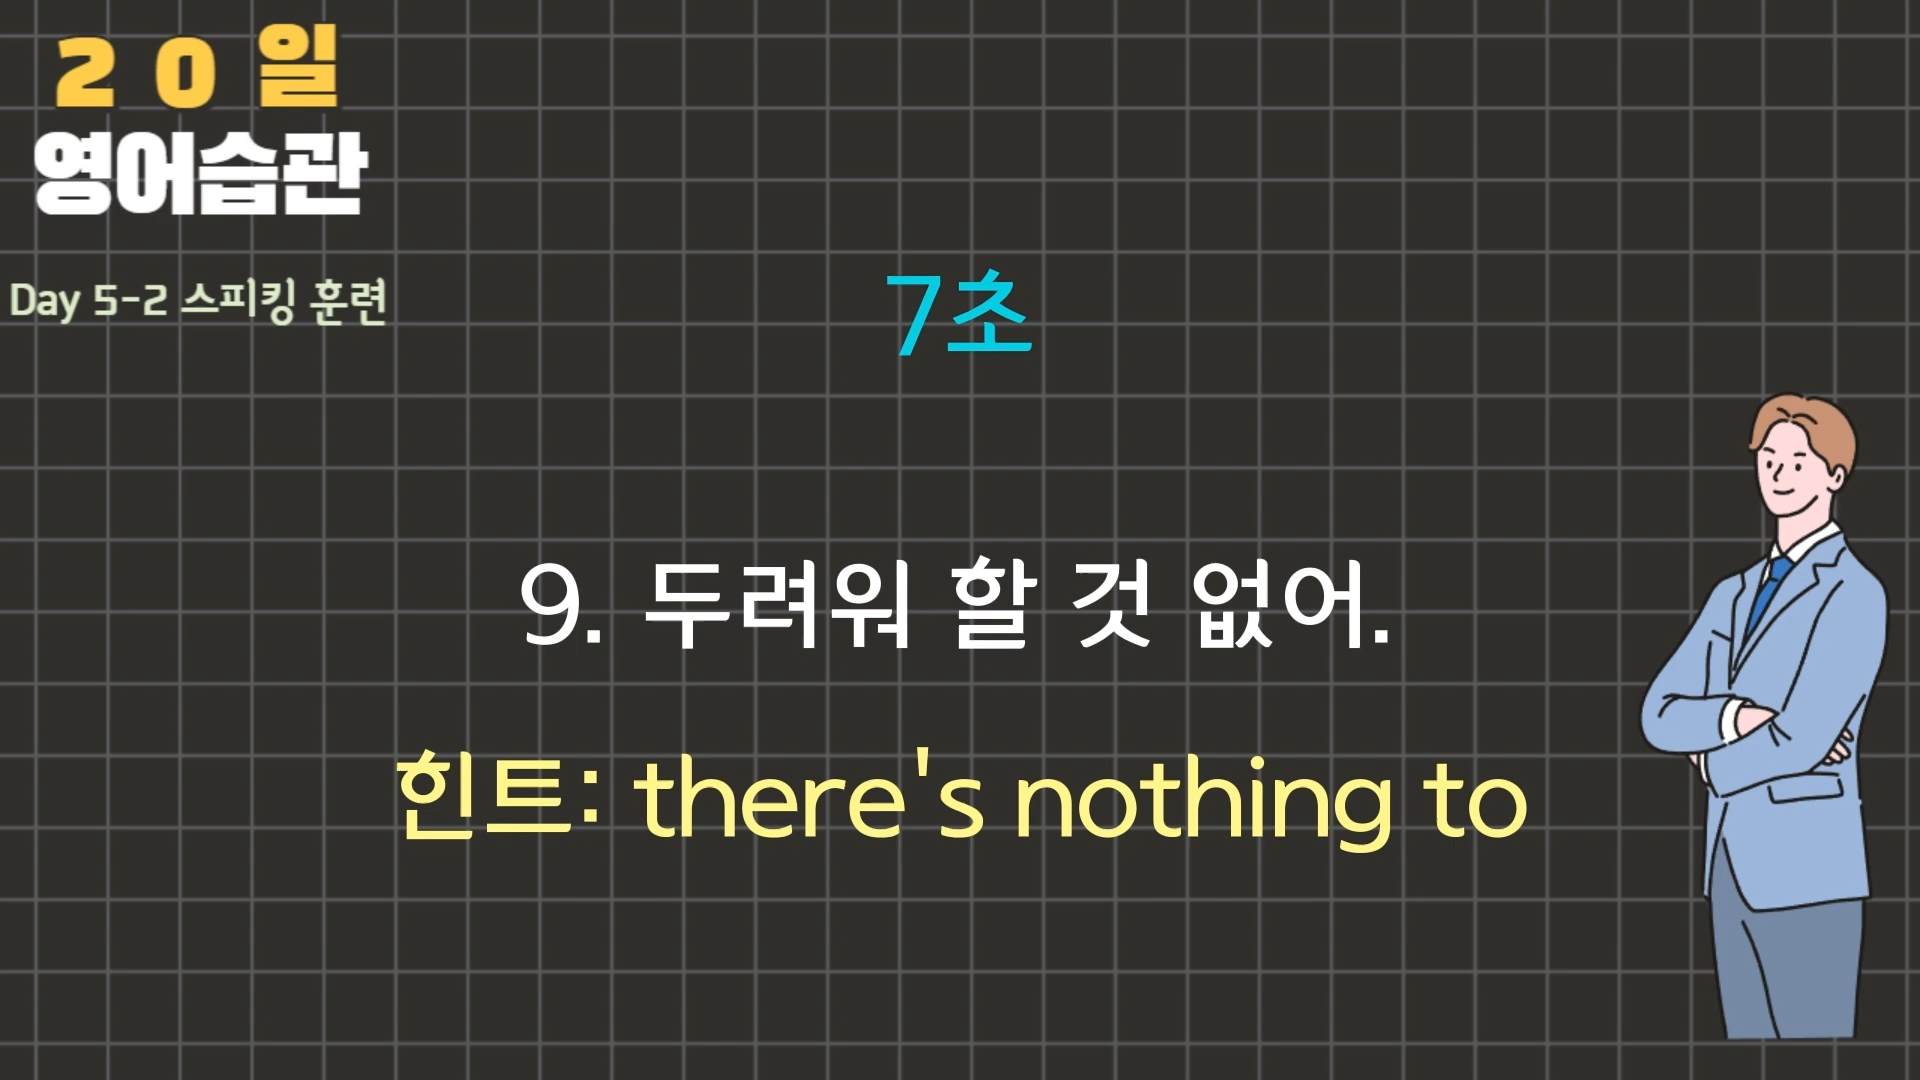 20일
영어습관
Day 5-2 스피킹 훈련
7초
9. 두려워 할 것 없어.
힌트: there's nothing to